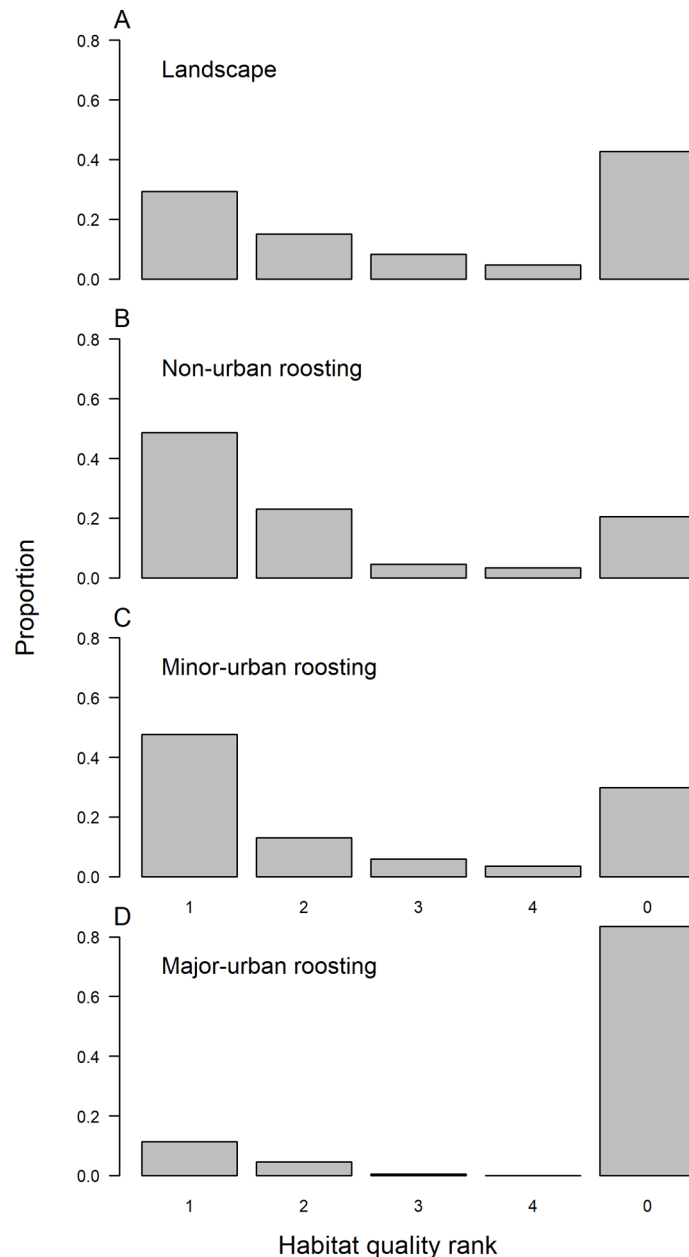 A
0.8
Landscape
0.6
0.4
0.2
0.0
B
0.8
Non-urban roosting
0.6
0.4
0.2
0.0
Proportion
C
0.8
Minor-urban roosting
0.6
0.4
0.2
0.0
1 2 3 4 0
D
0.8
Major-urban roosting
0.6
0.4
0.2
0.0
1 2 3 4 0
Habitat quality rank